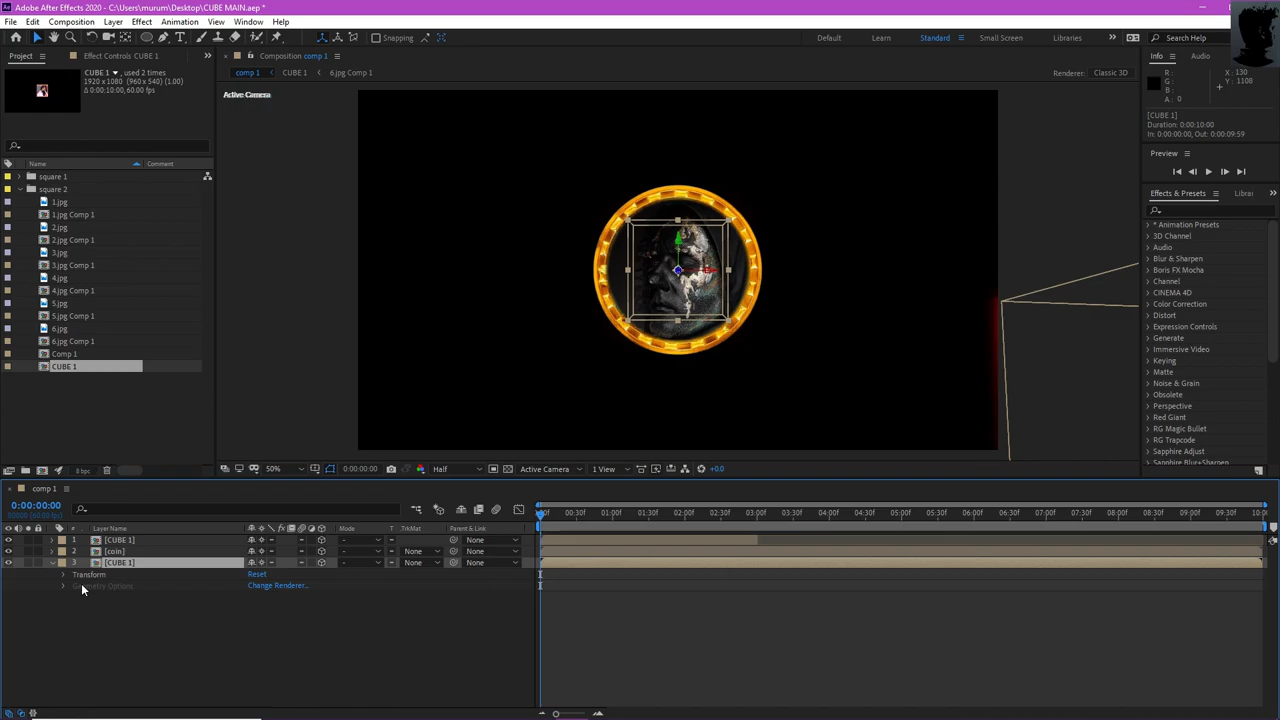 Adobe After Effects 2020 - C:\Users\murum\Desktop\CUBE MAIN.aep *
File Edit Composition Layer Effect Animation View Window Help
Snapping
Default Learn Standard Small Screen Libraries Search Help
Project Effect Controls CUBE 1
Composition comp 1
Info Audio
CUBE 1 , used 2 times
1920 x 1080 (960 x 540) (1.00)
Δ 0:00:10:00, 60.00 fps
comp 1 CUBE 1 6.jpg Comp 1
Renderer: Classic 3D
Active Camera
R :
G :
B :
A : 0
X : 130
Y : 1108
[CUBE 1]
Duration: 0:00:10:00
In: 0:00:00:00, Out: 0:00:09:59
Preview
Effects & Presets Librai
Name Comment
square 1
square 2
1.jpg
1.jpg Comp 1
2.jpg
2.jpg Comp 1
3.jpg
3.jpg Comp 1
4.jpg
4.jpg Comp 1
5.jpg
5.jpg Comp 1
6.jpg
6.jpg Comp 1
Comp 1
CUBE 1
* Animation Presets
3D Channel
Audio
Blur & Sharpen
Boris FX Mocha
Channel
CINEMA 4D
Color Correction
Distort
Expression Controls
Generate
Immersive Video
Keying
Matte
Noise & Grain
Obsolete
Perspective
Red Giant
RG Magic Bullet
RG Trapcode
Sapphire Adjust
Sapphire Blur+Sharp
8 bpc
50% 0:00:00:00 Half Active Camera 1 View +0.0
comp 1
0:00:00:00
00000 (60.00 fps)
:00f 00:30f 01:00f 01:30f 02:00f 02:30f 03:00f 03:30f 04:00f 04:30f 05:00f 05:30f 06:00f 06:30f 07:00f 07:30f 08:00f 08:30f 09:00f 09:30f 10:0
# Layer Name Mode T TrkMat Parent & Link
1 [CUBE 1] - None
2 [coin] - None None
3 [CUBE 1] - None None
Transform Reset
Geometry Options Change Renderer...